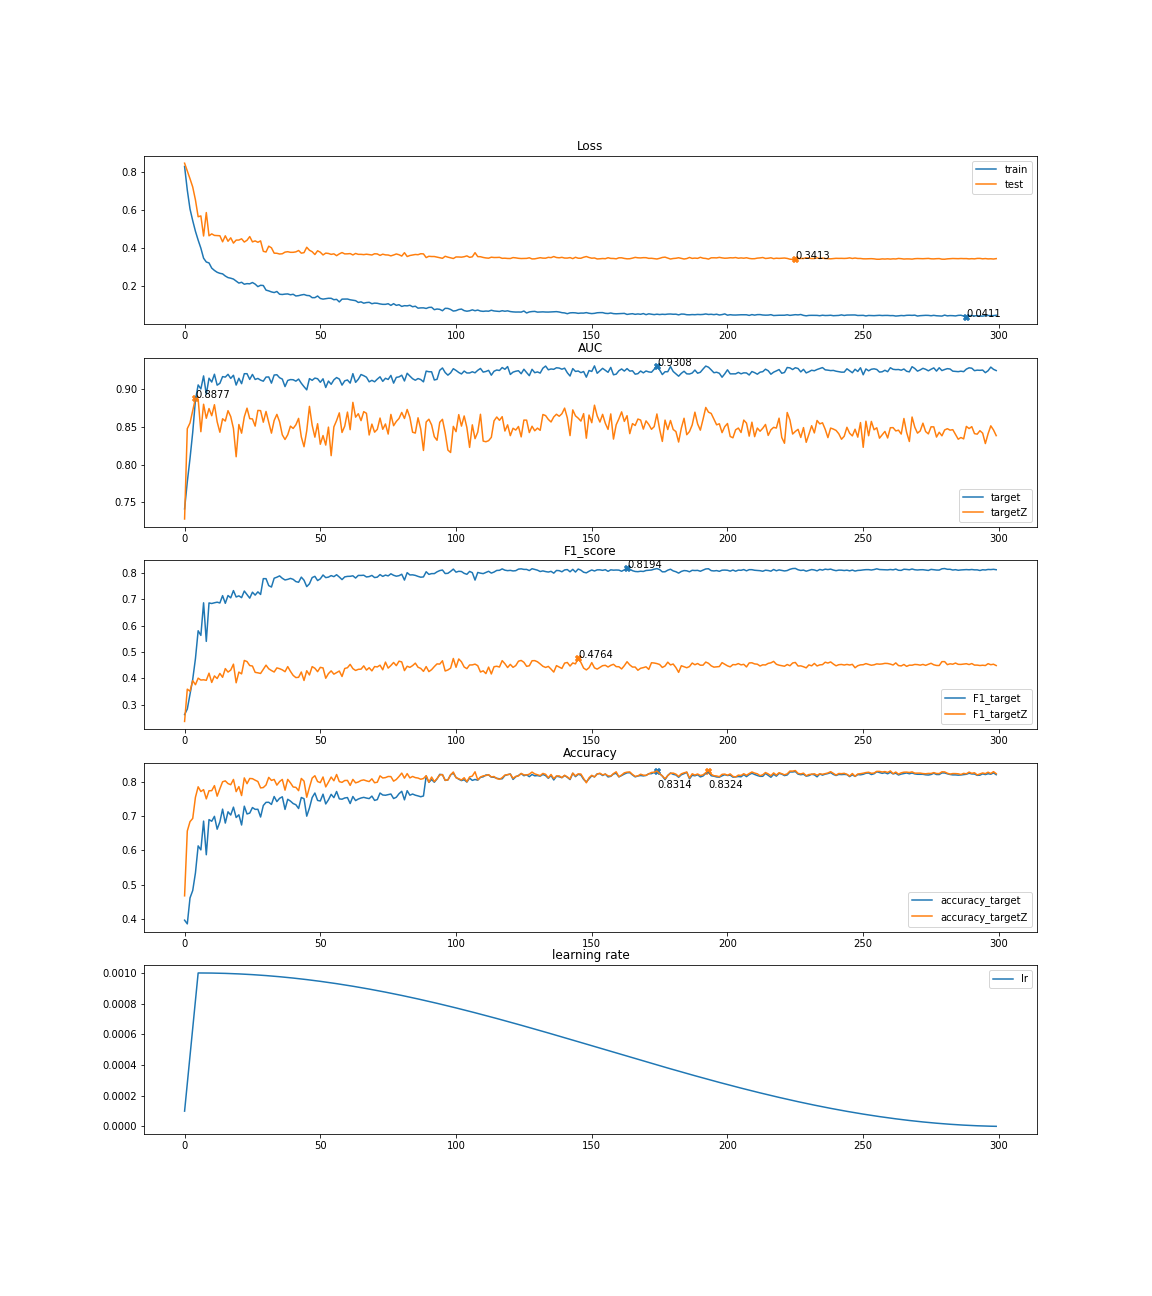 Loss
0.8
0.6
0.4
0.2
train
test
0.3413
0.0411
0 50 100 150 200 250 300
AUC
0.90
0.85
0.80
0.75
0.9308
0.8877
target
targetZ
0 50 100 150 200 250 300
F1_score
0.8
0.7
0.6
0.5
0.4
0.3
0.8194
0.4764
F1_target
F1_targetZ
0 50 100 150 200 250 300
Accuracy
0.8
0.7
0.6
0.5
0.4
0.8314 0.8324
accuracy_target
accuracy_targetZ
0 50 100 150 200 250 300
learning rate
0.0010
0.0008
0.0006
0.0004
0.0002
0.0000
lr
0 50 100 150 200 250 300